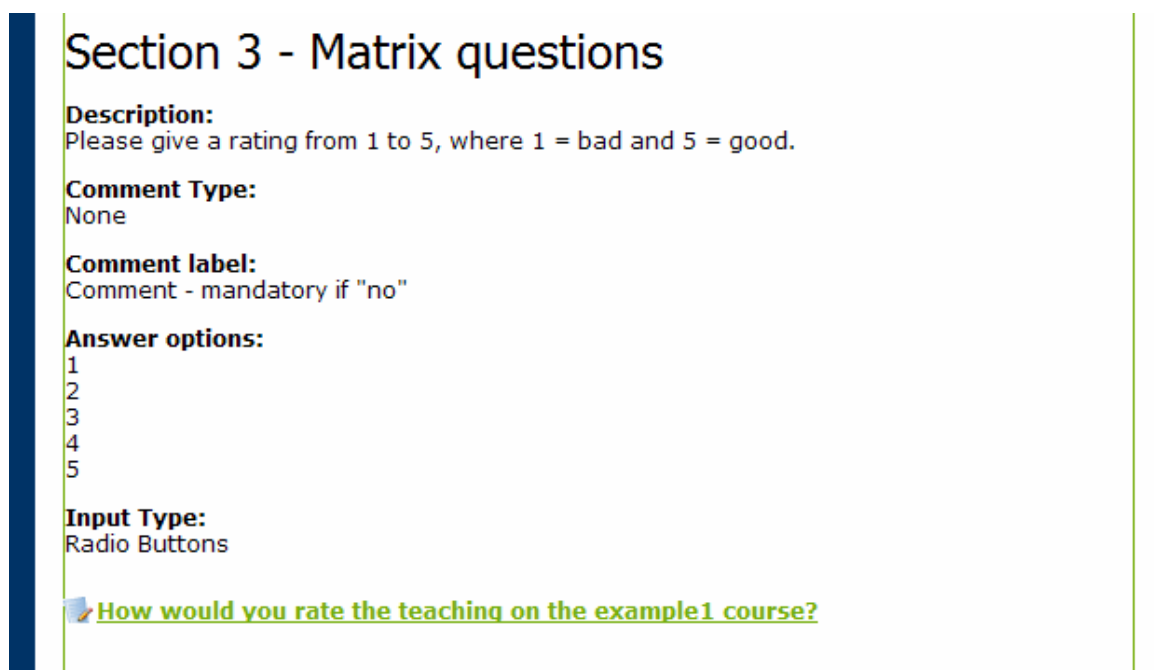 Section 3 - Matrix questions
Description:
Please give a rating from 1 to 5, where 1 = bad and 5 = good.
Comment Type:
None
Comment label:
Comment - mandatory if "no"
Answer options:
1
2
3
4
5
Input Type:
Radio Buttons
How would you rate the teaching on the example1 course?